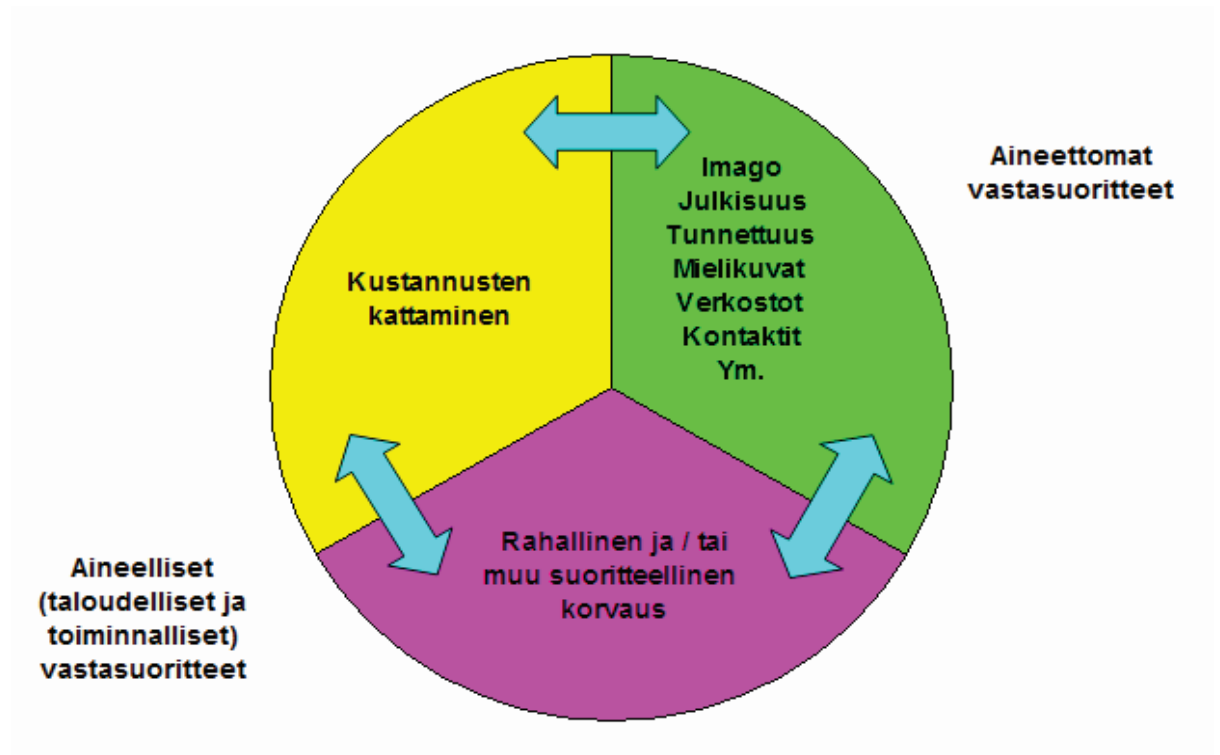 Imago
Julkisuus
Tunnettuus
Mielikuvat
Verkostot
Kontaktit
Ym.
Aineettomat
vastasuoritteet
Kustannusten
kattaminen
Rahallinen ja / tai
muu suoritteellinen
korvaus
Aineelliset
(taloudelliset ja
toiminnalliset)
vastasuoritteet